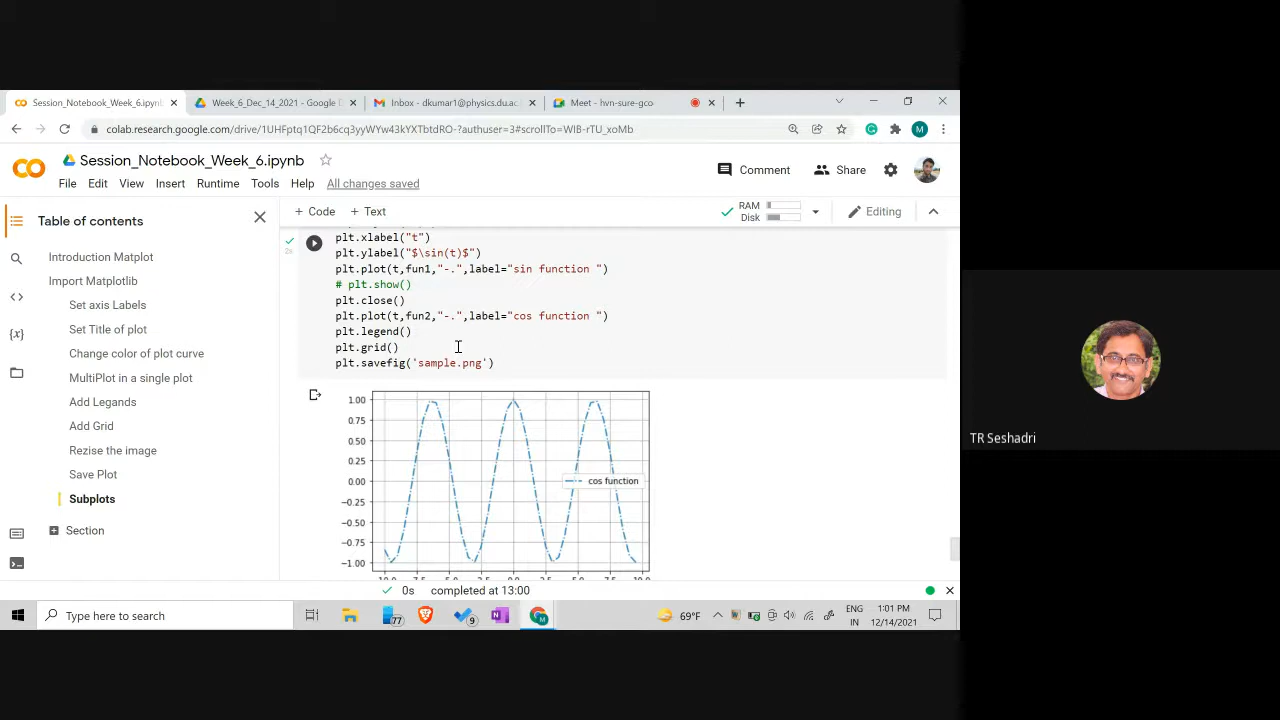 Session_Notebook_Week_6.ipynb
Week_6_Dec_14_2021 - Google D
Inbox - dkumar1@physics.du.ac
Meet - hvn-sure-gco
colab.research.google.com/drive/1UHFptq1QF2b6cq3yyWYw43kYXTbtdRO-?authuser=3#scrollTo=WIB-rTU_xoMb
M
CO
Session_Notebook_Week_6.ipynb
Comment
Share
File Edit View Insert Runtime Tools Help All changes saved
Table of contents
+ Code + Text
RAM
Disk
Editing
Introduction Matplot
Import Matplotlib
Set axis Labels
Set Title of plot
Change color of plot curve
MultiPlot in a single plot
Add Legands
Add Grid
Rezise the image
Save Plot
Subplots
Section
2s
plt.xlabel("t")
plt.ylabel("$\sin(t)$")
plt.plot(t,fun1,"-.",label="sin function ")
# plt.show()
plt.close()
plt.plot(t,fun2,"-.",label="cos function ")
plt.legend()
plt.grid()
plt.savefig('sample.png')
1.00
0.75
0.50
0.25
0.00
−0.25
−0.50
−0.75
−1.00
cos function
TR Seshadri
0s completed at 13:00
Type here to search
77
9
69°F
ENG
IN
1:01 PM
12/14/2021